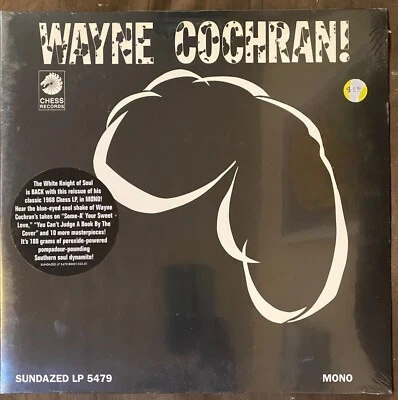 WAYNE COCHRAN!
CHESS
RECORDS
The White Knight of Soul
is BACK with this reissue of his
classic 1968 Chess LP, in MONO!
Hear the blue-eyed soul shake of Wayne
Cochran's takes on "Some-A' Your Sweet
Love," "You Can't Judge A Book By The
Cover" and 10 more masterpieces!
It's 180 grams of peroxide-powered
pompadour-pounding
Southern soul dynamite!
SUNDAZED LP 5479
SUNDAZED LP 5479
MONO